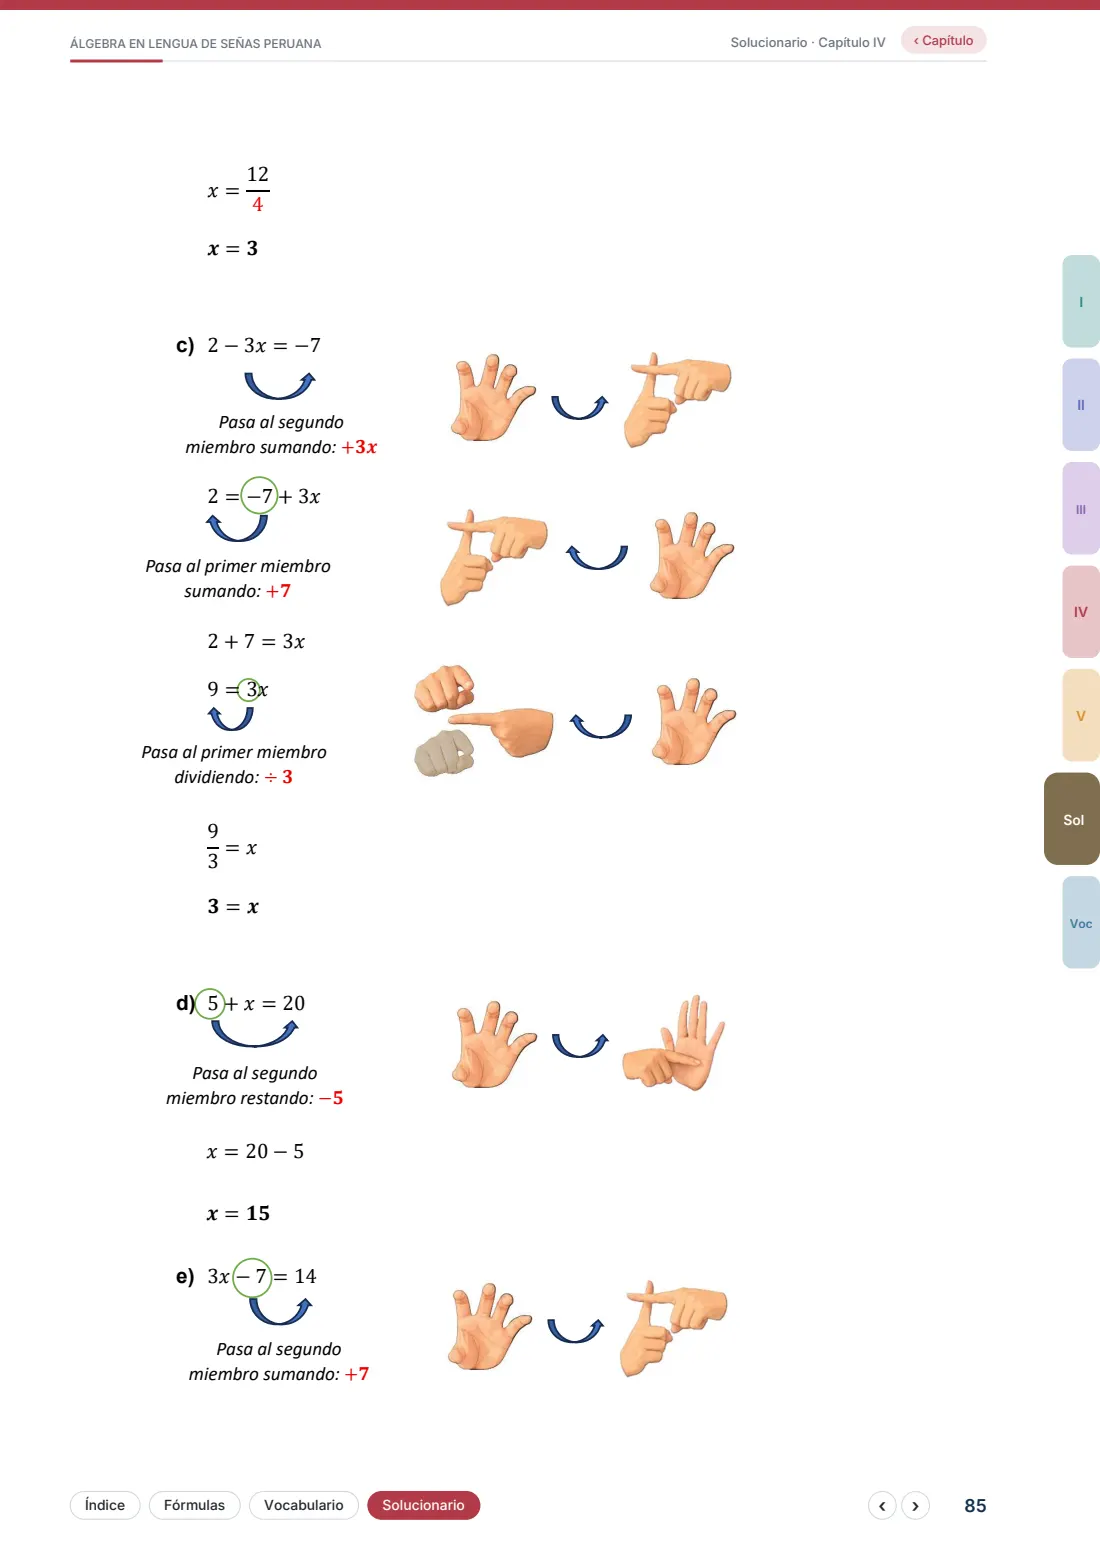 ÁLGEBRA EN LENGUA DE SEÑAS PERUANA
Solucionario · Capítulo IV
‹ Capítulo
x = 12/4
x = 3
c) 2 − 3x = −7
Pasa al segundo
miembro sumando: +3x
2 = −7 + 3x
Pasa al primer miembro
sumando: +7
2 + 7 = 3x
9 = 3x
Pasa al primer miembro
dividiendo: ÷ 3
9/3 = x
3 = x
d) 5 + x = 20
Pasa al segundo
miembro restando: −5
x = 20 − 5
x = 15
e) 3x − 7 = 14
Pasa al segundo
miembro sumando: +7
I
II
III
IV
V
Sol
Voc
Índice
Fórmulas
Vocabulario
Solucionario
‹ ›
85